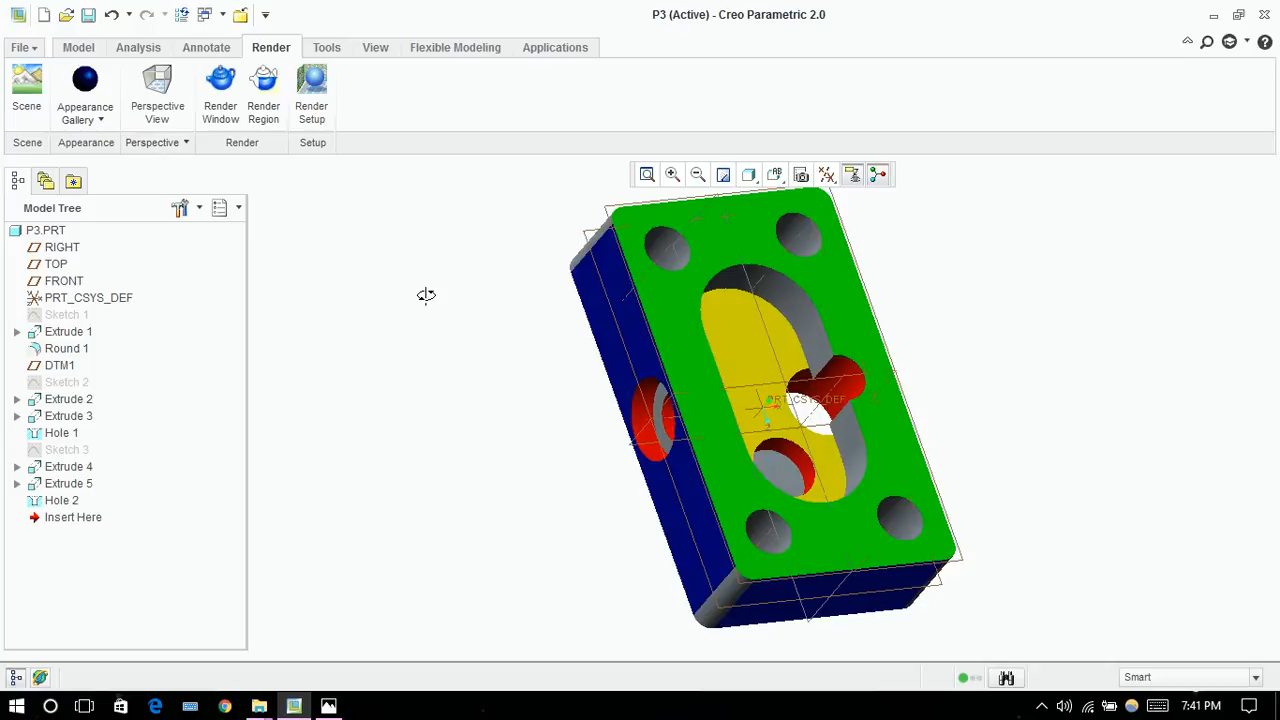 P3 (Active) - Creo Parametric 2.0
File Model Analysis Annotate Render Tools View Flexible Modeling Applications
Scene
Appearance Gallery
Perspective View
Render Window
Render Region
Render Setup
Scene Appearance Perspective Render Setup
Model Tree
P3.PRT
RIGHT
TOP
FRONT
PRT_CSYS_DEF
Sketch 1
Extrude 1
Round 1
DTM1
Sketch 2
Extrude 2
Extrude 3
Hole 1
Sketch 3
Extrude 4
Extrude 5
Hole 2
Insert Here
PRT_CSYS_DEF
Smart
7:41 PM